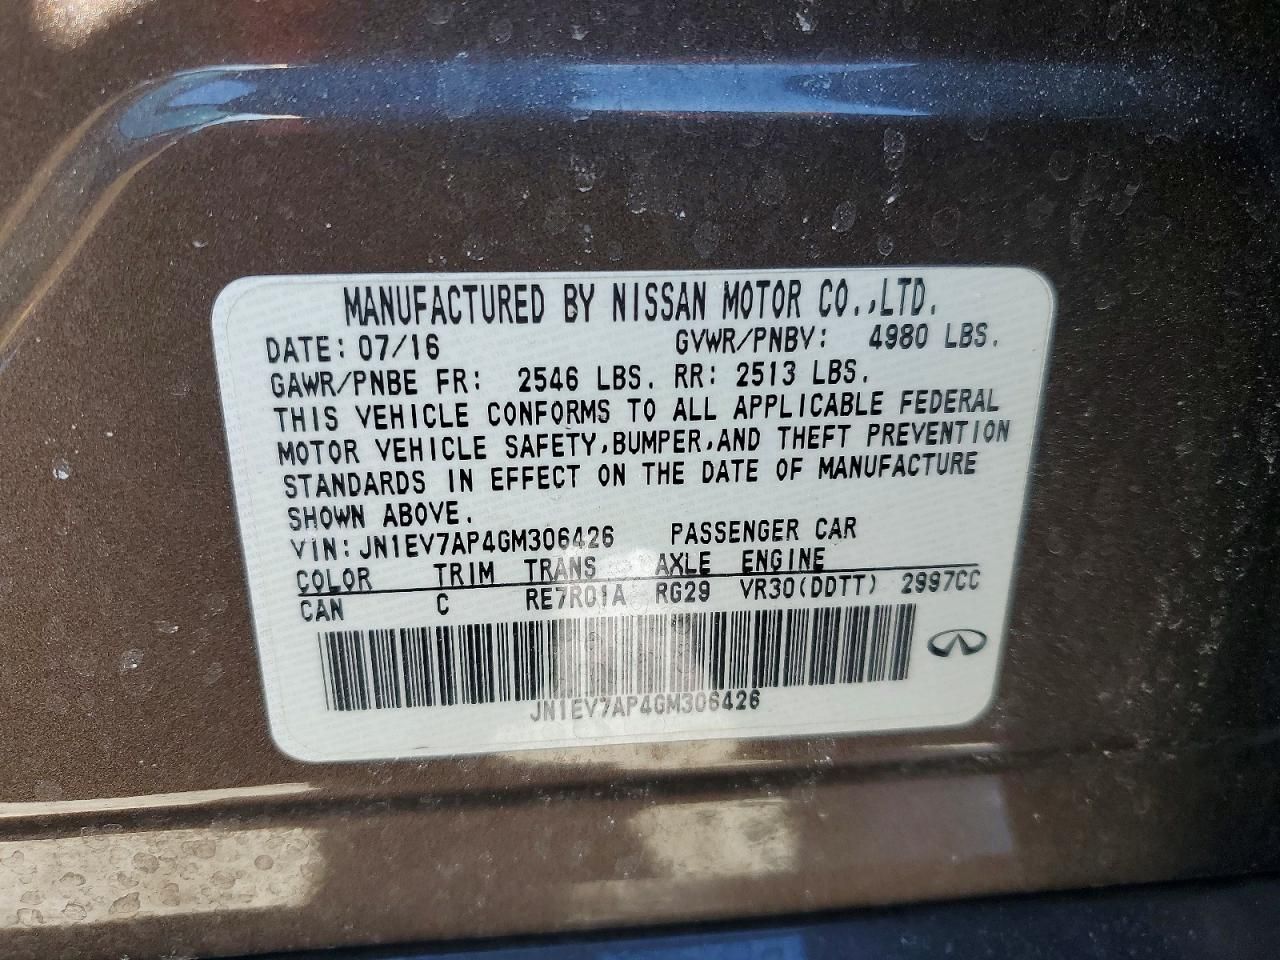 MANUFACTURED BY NISSAN MOTOR CO.,LTD.
DATE: 07/16 GVWR/PNBV: 4980 LBS.
GAWR/PNBE FR: 2546 LBS. RR: 2513 LBS.
THIS VEHICLE CONFORMS TO ALL APPLICABLE FEDERAL
MOTOR VEHICLE SAFETY,BUMPER,AND THEFT PREVENTION
STANDARDS IN EFFECT ON THE DATE OF MANUFACTURE
SHOWN ABOVE.
VIN:JN1EV7AP4GM306426 PASSENGER CAR
COLOR TRIM TRANS AXLE ENGINE
CAN C RE7R01A RG29 VR30(DDTT) 2997CC
JN1EV7AP4GM306426